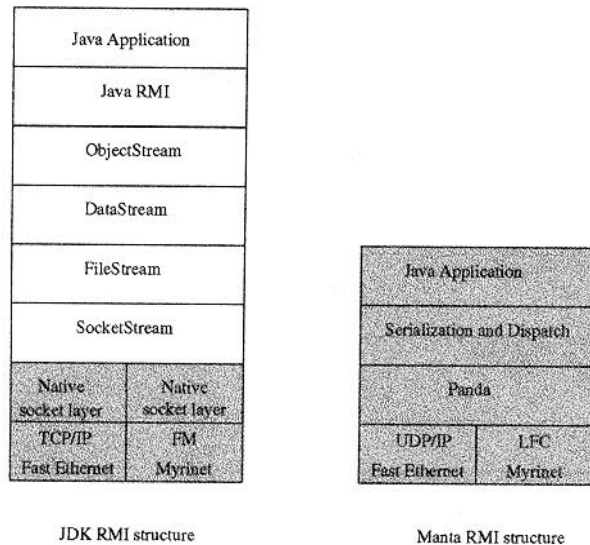 Java Application
Java RMI
ObjectStream
DataStream
FileStream
SocketStream
Native Native
socket layer socket layer
TCP/IP FM
Fast Ethernet Myrinet
JDK RMI structure
Java Application
Serialization and Dispatch
Panda
UDP/IP LFC
Fast Ethernet Myrinet
Manta RMI structure